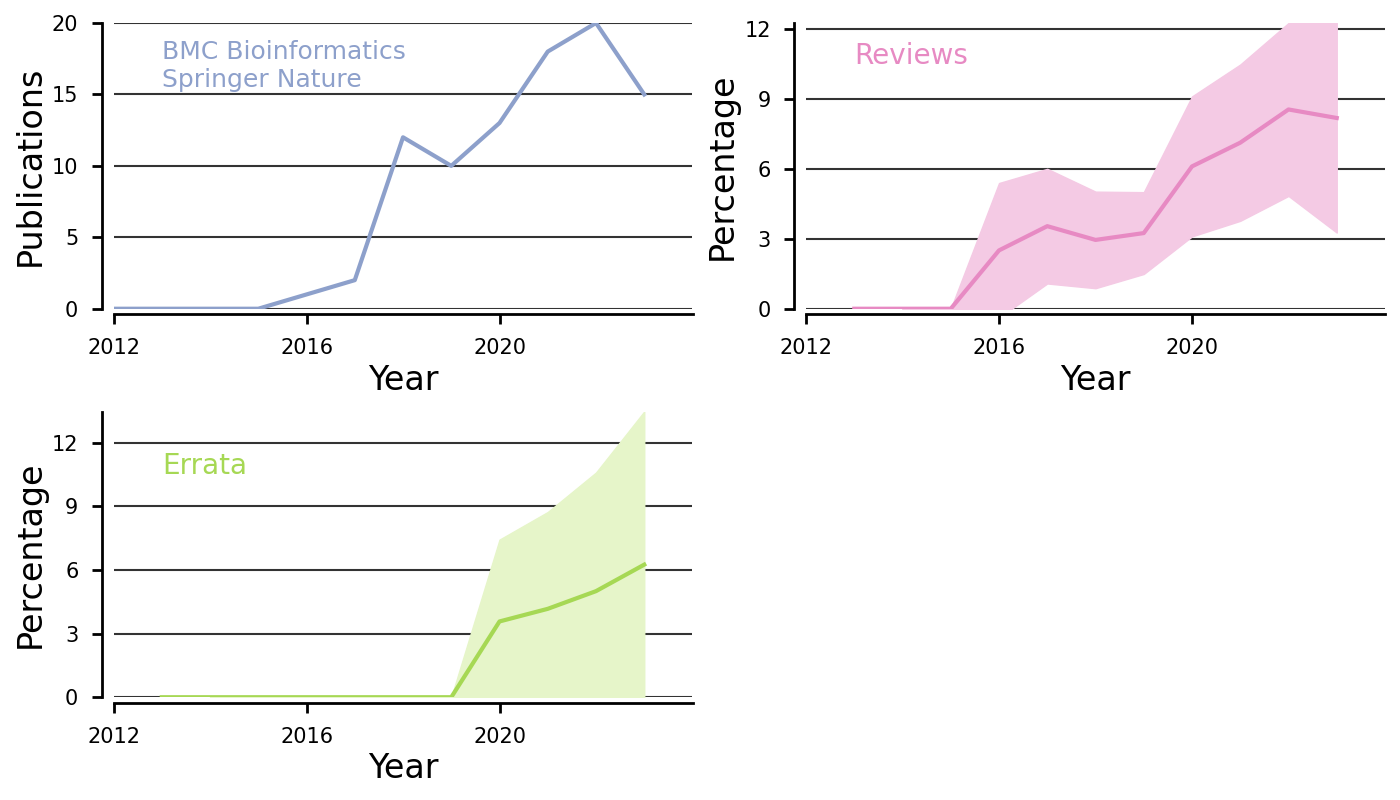 20
15
10
5
0
Publications
BMC Bioinformatics
Springer Nature
2012 2016 2020
Year
12
9
6
3
0
Percentage
Reviews
2012 2016 2020
Year
12
9
6
3
0
Percentage
Errata
2012 2016 2020
Year